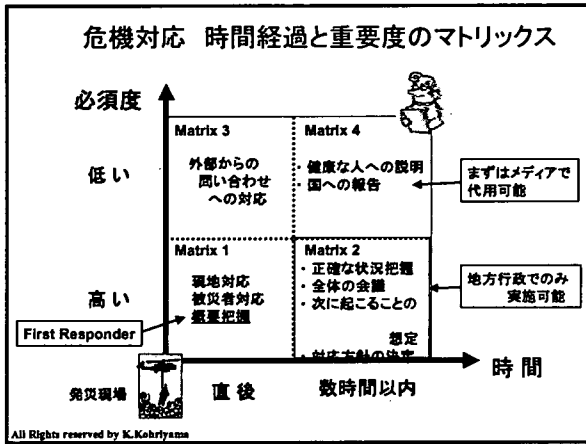 危機対応 時間経過と重要度のマトリックス
必須度
Matrix 3
Matrix 4
低い
外部からの
問い合わせ
への対応
・健康な人への説明
・国への報告
まずはメディアで
代用可能
Matrix 1
Matrix 2
高い
現地対応
被災者対応
概要把握
・正確な状況把握
・全体の会議
・次に起こることの
想定
・対応方針の決定
地方行政でのみ
実施可能
First Responder
時間
発災現場
直後
数時間以内
All Rights reserved by K.Kohriyama